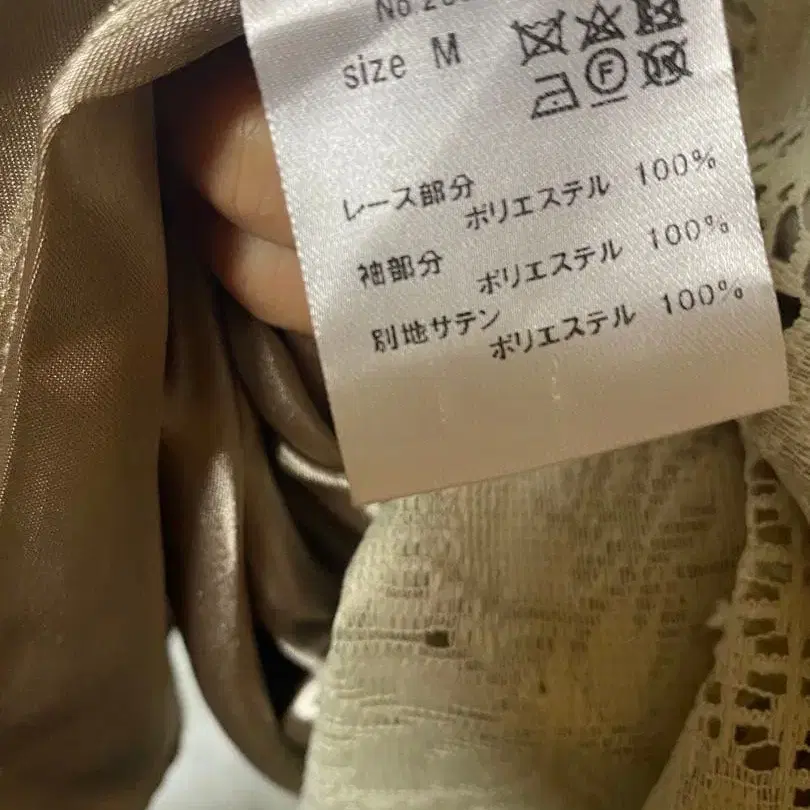 size M
F
レース部分
ポリエステル 100%
袖部分
ポリエステル 100%
別地サテン
ポリエステル 100%